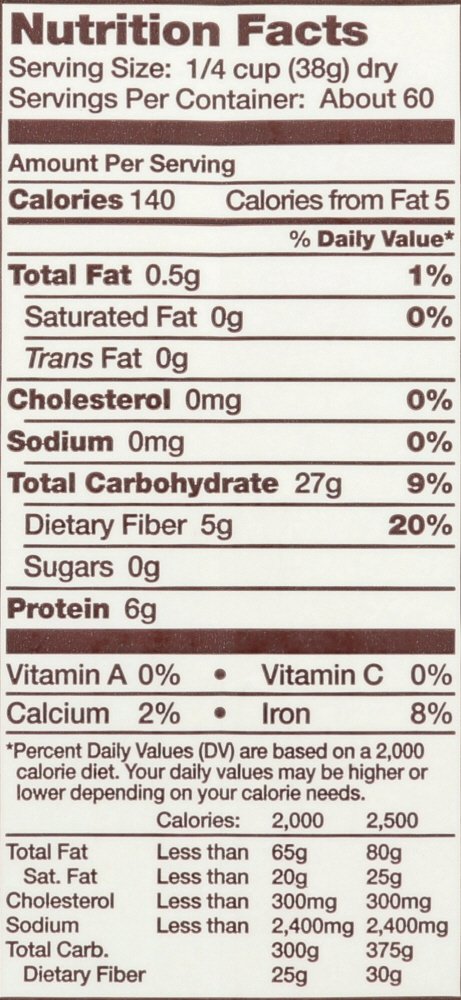 Nutrition Facts
Serving Size: 1/4 cup (38g) dry
Servings Per Container: About 60
Amount Per Serving
Calories 140 Calories from Fat 5
% Daily Value*
Total Fat 0.5g 1%
Saturated Fat 0g 0%
Trans Fat 0g
Cholesterol 0mg 0%
Sodium 0mg 0%
Total Carbohydrate 27g 9%
Dietary Fiber 5g 20%
Sugars 0g
Protein 6g
Vitamin A 0% • Vitamin C 0%
Calcium 2% • Iron 8%
*Percent Daily Values (DV) are based on a 2,000
calorie diet. Your daily values may be higher or
lower depending on your calorie needs.
Calories: 2,000 2,500
Total Fat Less than 65g 80g
Sat. Fat Less than 20g 25g
Cholesterol Less than 300mg 300mg
Sodium Less than 2,400mg 2,400mg
Total Carb. 300g 375g
Dietary Fiber 25g 30g